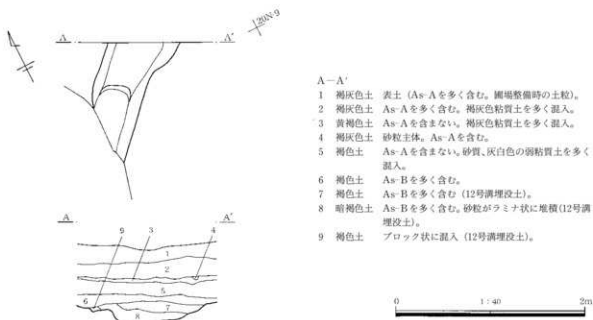 A
A′
20N-9
A
A′
9
3
4
1
2
5
6
7
8
A－A′
1 褐灰色土 表土（As-Aを多く含む。圃場整備時の土粒）。
2 褐灰色土 As-Aを多く含む。褐灰色粘質土を多く混入。
3 黄褐色土 As-Aを含まない。褐灰色粘質土を多く混入。
4 褐灰色土 砂粒主体。As-Aを含む。
5 褐色土 As-Aを含まない。砂質、灰白色の弱粘質土を多く
混入。
6 褐色土 As-Bを多く含む。
7 褐色土 As-Bを多く含む（12号溝埋没土）。
8 暗褐色土 As-Bを多く含む。砂粒がラミナ状に堆積(12号溝
埋没土)。
9 褐色土 ブロック状に混入（12号溝埋没土）。
0 1:40 2m